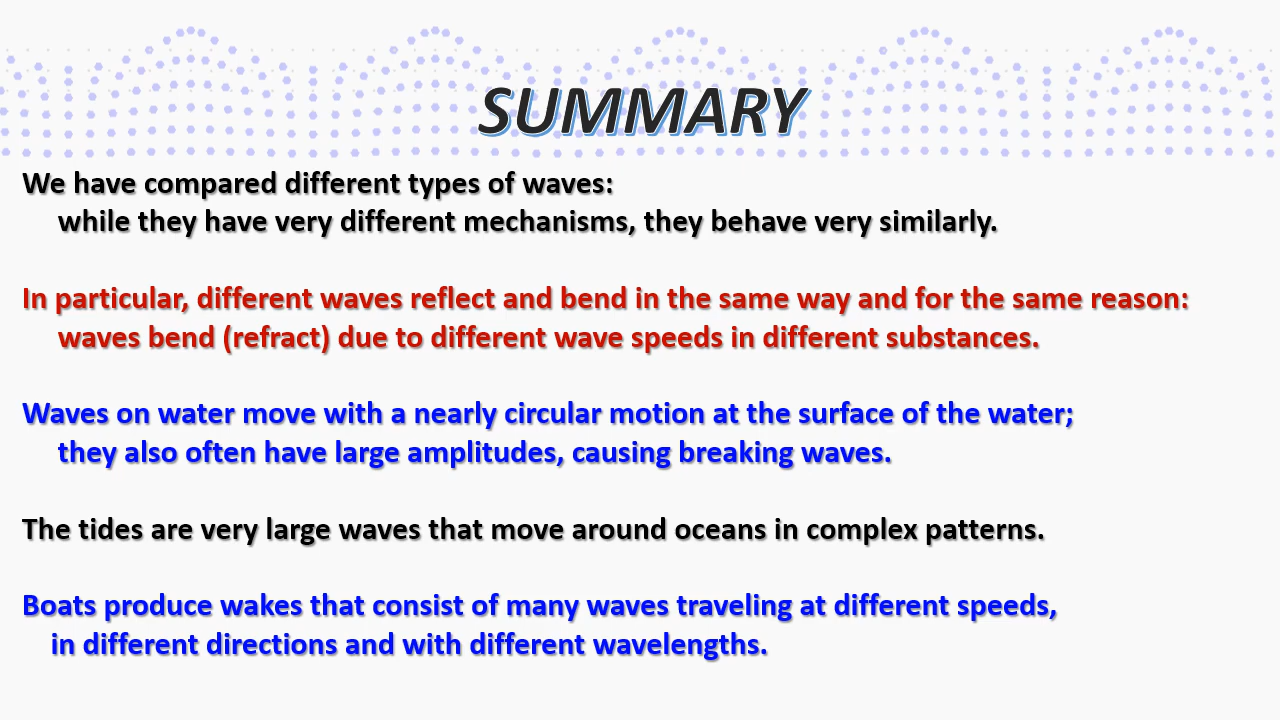 SUMMARY
We have compared different types of waves:
while they have very different mechanisms, they behave very similarly.
In particular, different waves reflect and bend in the same way and for the same reason:
waves bend (refract) due to different wave speeds in different substances.
Waves on water move with a nearly circular motion at the surface of the water;
they also often have large amplitudes, causing breaking waves.
The tides are very large waves that move around oceans in complex patterns.
Boats produce wakes that consist of many waves traveling at different speeds,
in different directions and with different wavelengths.